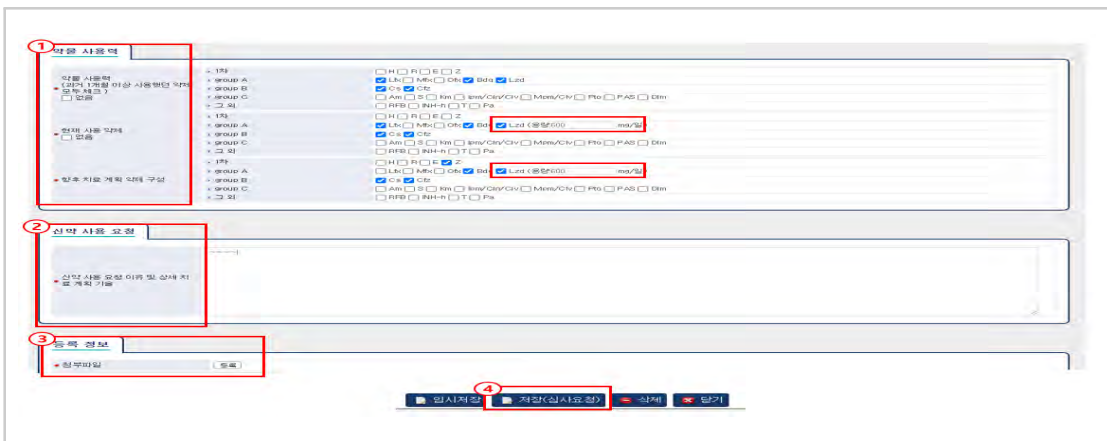 ① 약물 사용력
약물 사용력
(과거 1개월 이상 사용했던 약제
모두 체크)
없음
1차 H R E Z
group A Lfx Mfx Ofx Bdq Lzd
group B Cs Cfz
group C Am S Km Ipm/Cln/Clv Mpm/Clv Pto PAS Dlm
그 외 RFB INH-h T Pa
현재 사용 약제
없음
1차 H R E Z
group A Lfx Mfx Ofx Bdq Lzd (용량600 mg/일)
group B Cs Cfz
group C Am S Km Ipm/Cln/Clv Mpm/Clv Pto PAS Dlm
그 외 RFB INH-h T Pa
향후 치료 계획 약제 구성
1차 H R E Z
group A Lfx Mfx Ofx Bdq Lzd (용량600 mg/일)
group B Cs Cfz
group C Am S Km Ipm/Cln/Clv Mpm/Clv Pto PAS Dlm
그 외 RFB INH-h T Pa
② 신약 사용 요청
신약 사용 요청 이유 및 상세 치
료 계획 기술
③ 등록 정보
첨부파일 등록
④
임시저장 저장(심사요청) 삭제 닫기